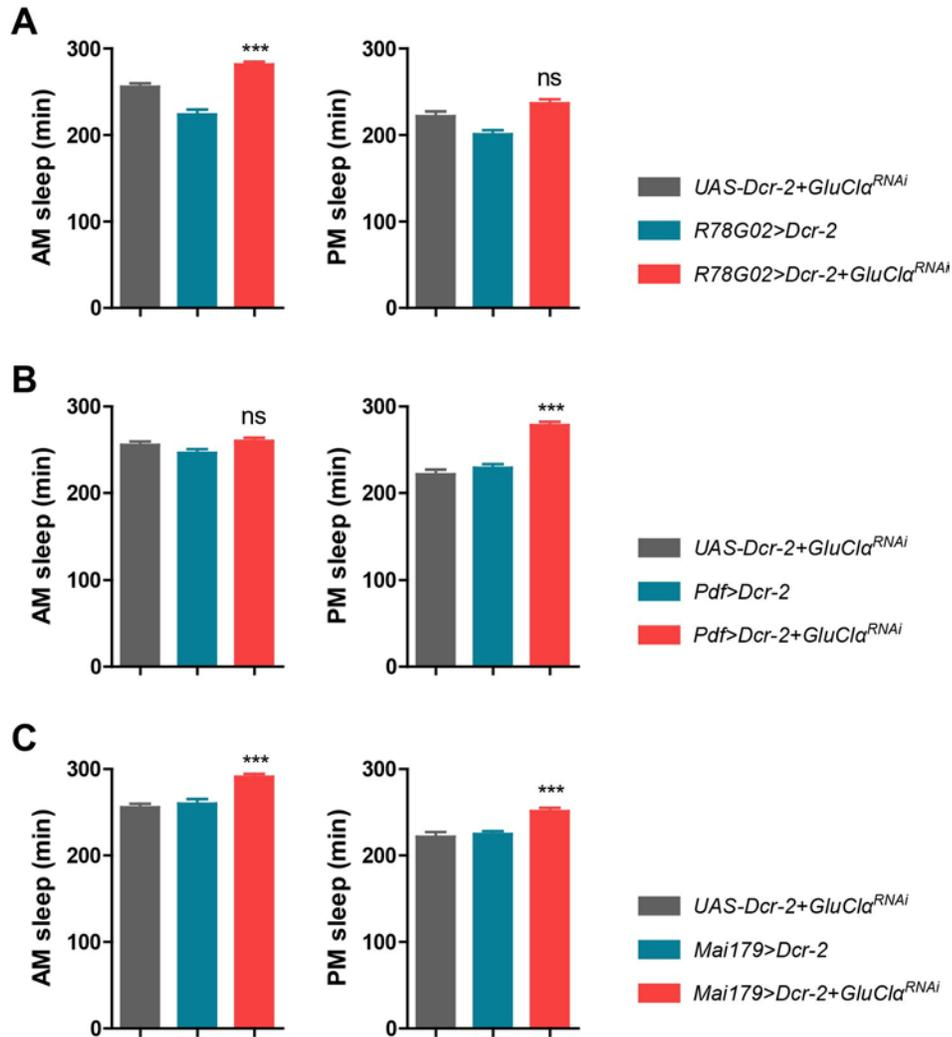 A
AM sleep (min)
300
200
100
0
***
PM sleep (min)
300
200
100
0
ns
UAS-Dcr-2+GluClα^RNAi
R78G02>Dcr-2
R78G02>Dcr-2+GluClα^RNAi
B
AM sleep (min)
300
200
100
0
ns
PM sleep (min)
300
200
100
0
***
UAS-Dcr-2+GluClα^RNAi
Pdf>Dcr-2
Pdf>Dcr-2+GluClα^RNAi
C
AM sleep (min)
300
200
100
0
***
PM sleep (min)
300
200
100
0
***
UAS-Dcr-2+GluClα^RNAi
Mai179>Dcr-2
Mai179>Dcr-2+GluClα^RNAi